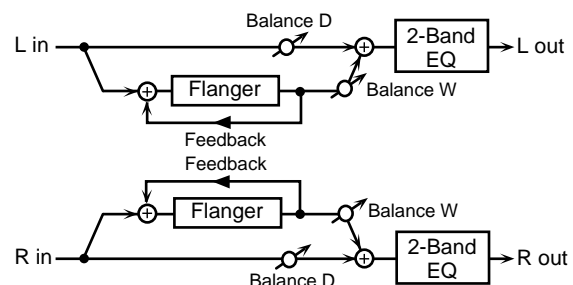 Balance D
L in
2-Band
EQ
L out
Flanger
Balance W
Feedback
Feedback
Flanger
Balance W
R in
2-Band
EQ
R out
Balance D